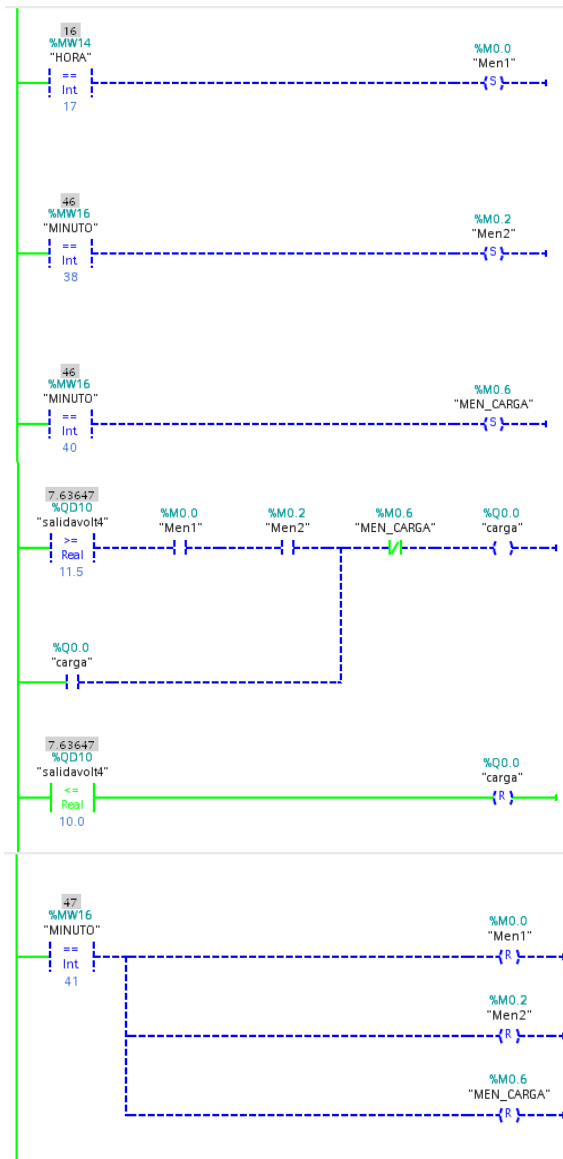 16
%MW14
"HORA"
==
Int
17
%M0.0
"Men1"
S
46
%MW16
"MINUTO"
==
Int
38
%M0.2
"Men2"
S
46
%MW16
"MINUTO"
==
Int
40
%M0.6
"MEN_CARGA"
S
7.63647
%QD10
"salidavolt4"
>=
Real
11.5
%M0.0
"Men1"
%M0.2
"Men2"
%M0.6
"MEN_CARGA"
%Q0.0
"carga"
%Q0.0
"carga"
7.63647
%QD10
"salidavolt4"
<=
Real
10.0
%Q0.0
"carga"
R
47
%MW16
"MINUTO"
==
Int
41
%M0.0
"Men1"
R
%M0.2
"Men2"
R
%M0.6
"MEN_CARGA"
R